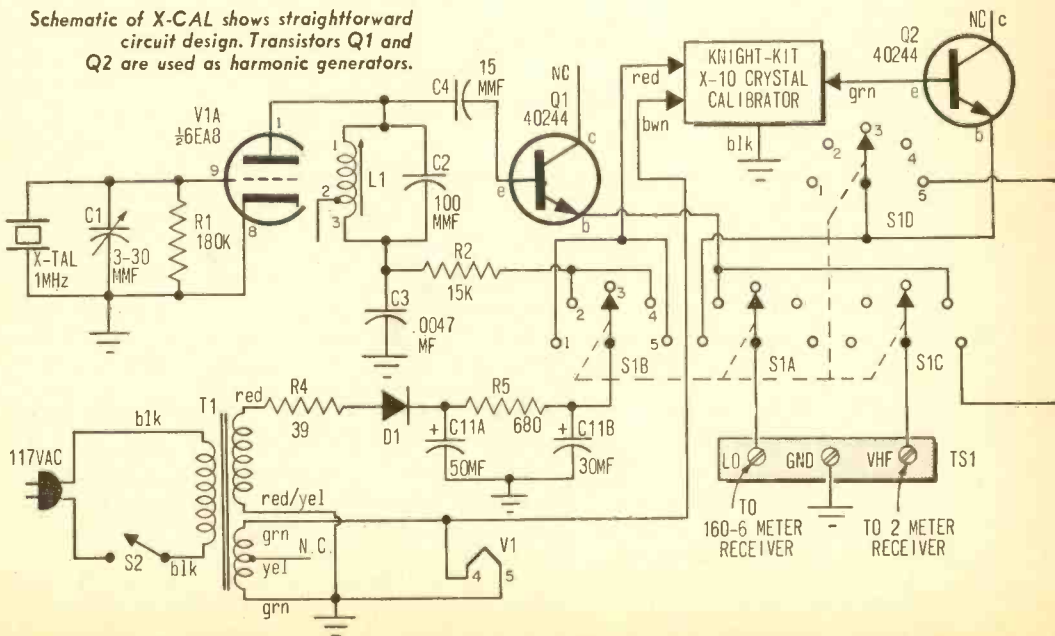 Schematic of X-CAL shows straightforward
circuit design. Transistors Q1 and
Q2 are used as harmonic generators.
V1A
½6EA8
1
9
8
X-TAL
1MHz
C1
3-30
MMF
R1
180K
1
2
3
L1
C2
100
MMF
C4
15
MMF
NC
Q1
40244
c
e
b
R2
15K
C3
.0047
MF
red
bwn
KNIGHT-KIT
X-10 CRYSTAL
CALIBRATOR
blk
grn
NC
c
Q2
40244
e
b
1
2
3
4
5
S1D
1
2
3
4
5
S1B
S1A
S1C
117VAC
blk
S2
blk
T1
red
R4
39
D1
R5
680
+
C11A
50MF
+
C11B
30MF
red/yel
grn
N.C.
yel
grn
V1
4
5
LO
GND
VHF
TS1
TO
160-6 METER
RECEIVER
TO 2 METER
RECEIVER